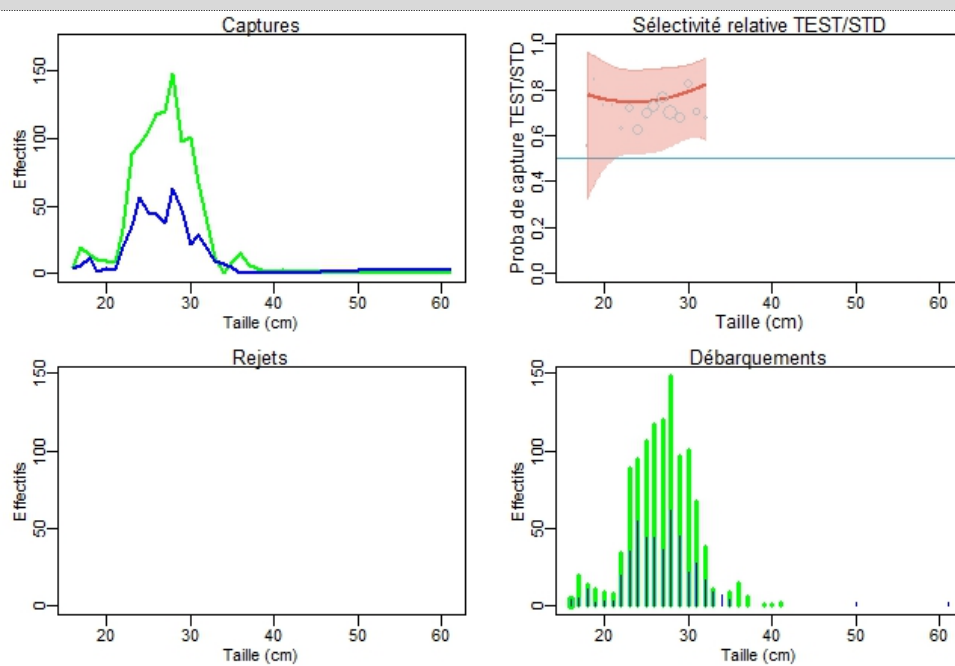 Captures
Effectifs
0 50 100 150
20 30 40 50 60
Taille (cm)
Sélectivité relative TEST/STD
Proba de capture TEST/STD
0.0 0.2 0.4 0.6 0.8 1.0
20 30 40 50 60
Taille (cm)
Rejets
Effectifs
0 50 100 150
20 30 40 50 60
Taille (cm)
Débarquements
Effectifs
0 50 100 150
20 30 40 50 60
Taille (cm)